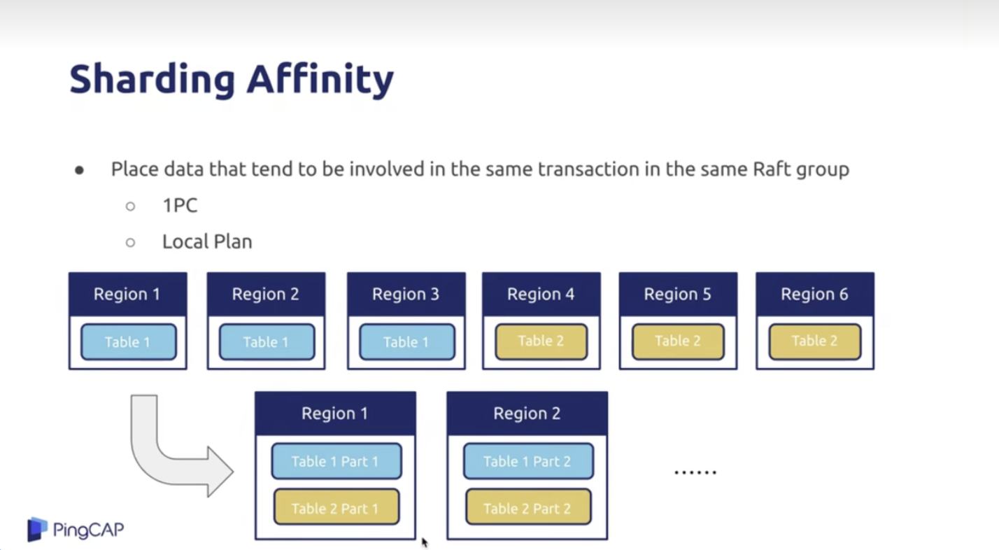 Sharding Affinity
● Place data that tend to be involved in the same transaction in the same Raft group
○ 1PC
○ Local Plan
Region 1 Region 2 Region 3 Region 4 Region 5 Region 6
Table 1 Table 1 Table 1 Table 2 Table 2 Table 2
Region 1 Region 2
Table 1 Part 1 Table 1 Part 2
......
Table 2 Part 1 Table 2 Part 2
PingCAP